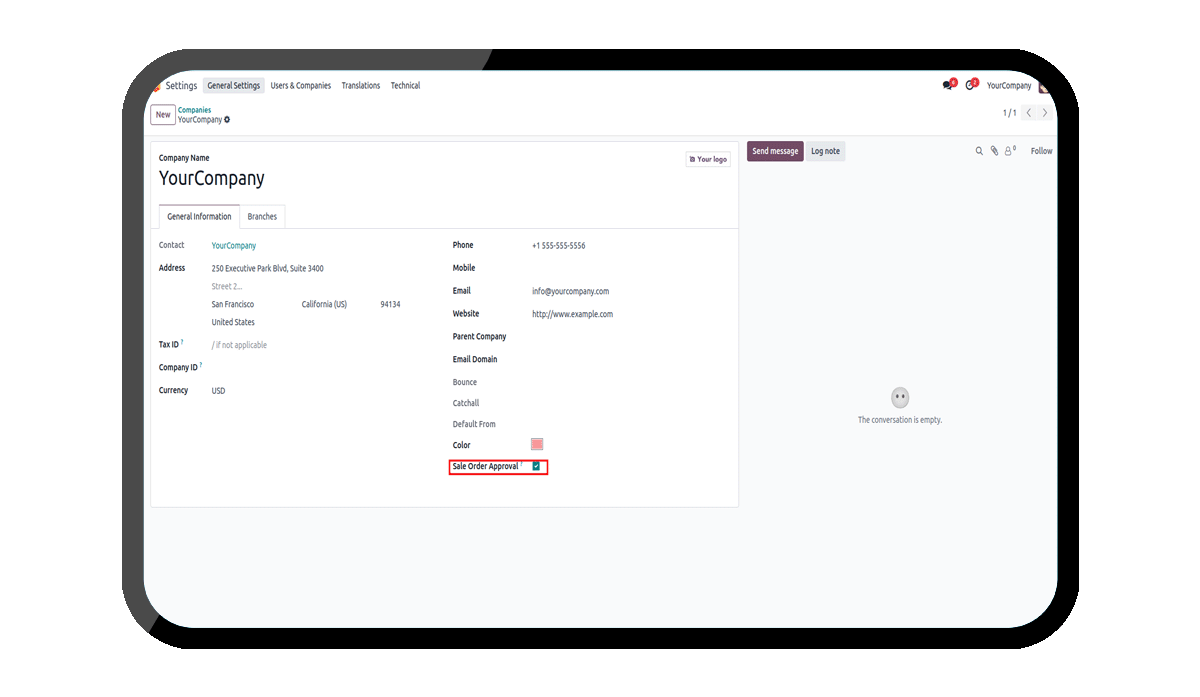 Settings General Settings Users & Companies Translations Technical 4 2 YourCompany
New Companies 1 / 1
YourCompany
Send message Log note 0 Follow
Company Name Your logo
YourCompany
General Information Branches
Contact YourCompany
Address 250 Executive Park Blvd, Suite 3400
Street 2...
San Francisco California (US) 94134
United States
Tax ID ? / if not applicable
Company ID ?
Currency USD
Phone +1 555-555-5556
Mobile
Email info@yourcompany.com
Website http://www.example.com
Parent Company
Email Domain
Bounce
Catchall
Default From
Color
Sale Order Approval ?
The conversation is empty.